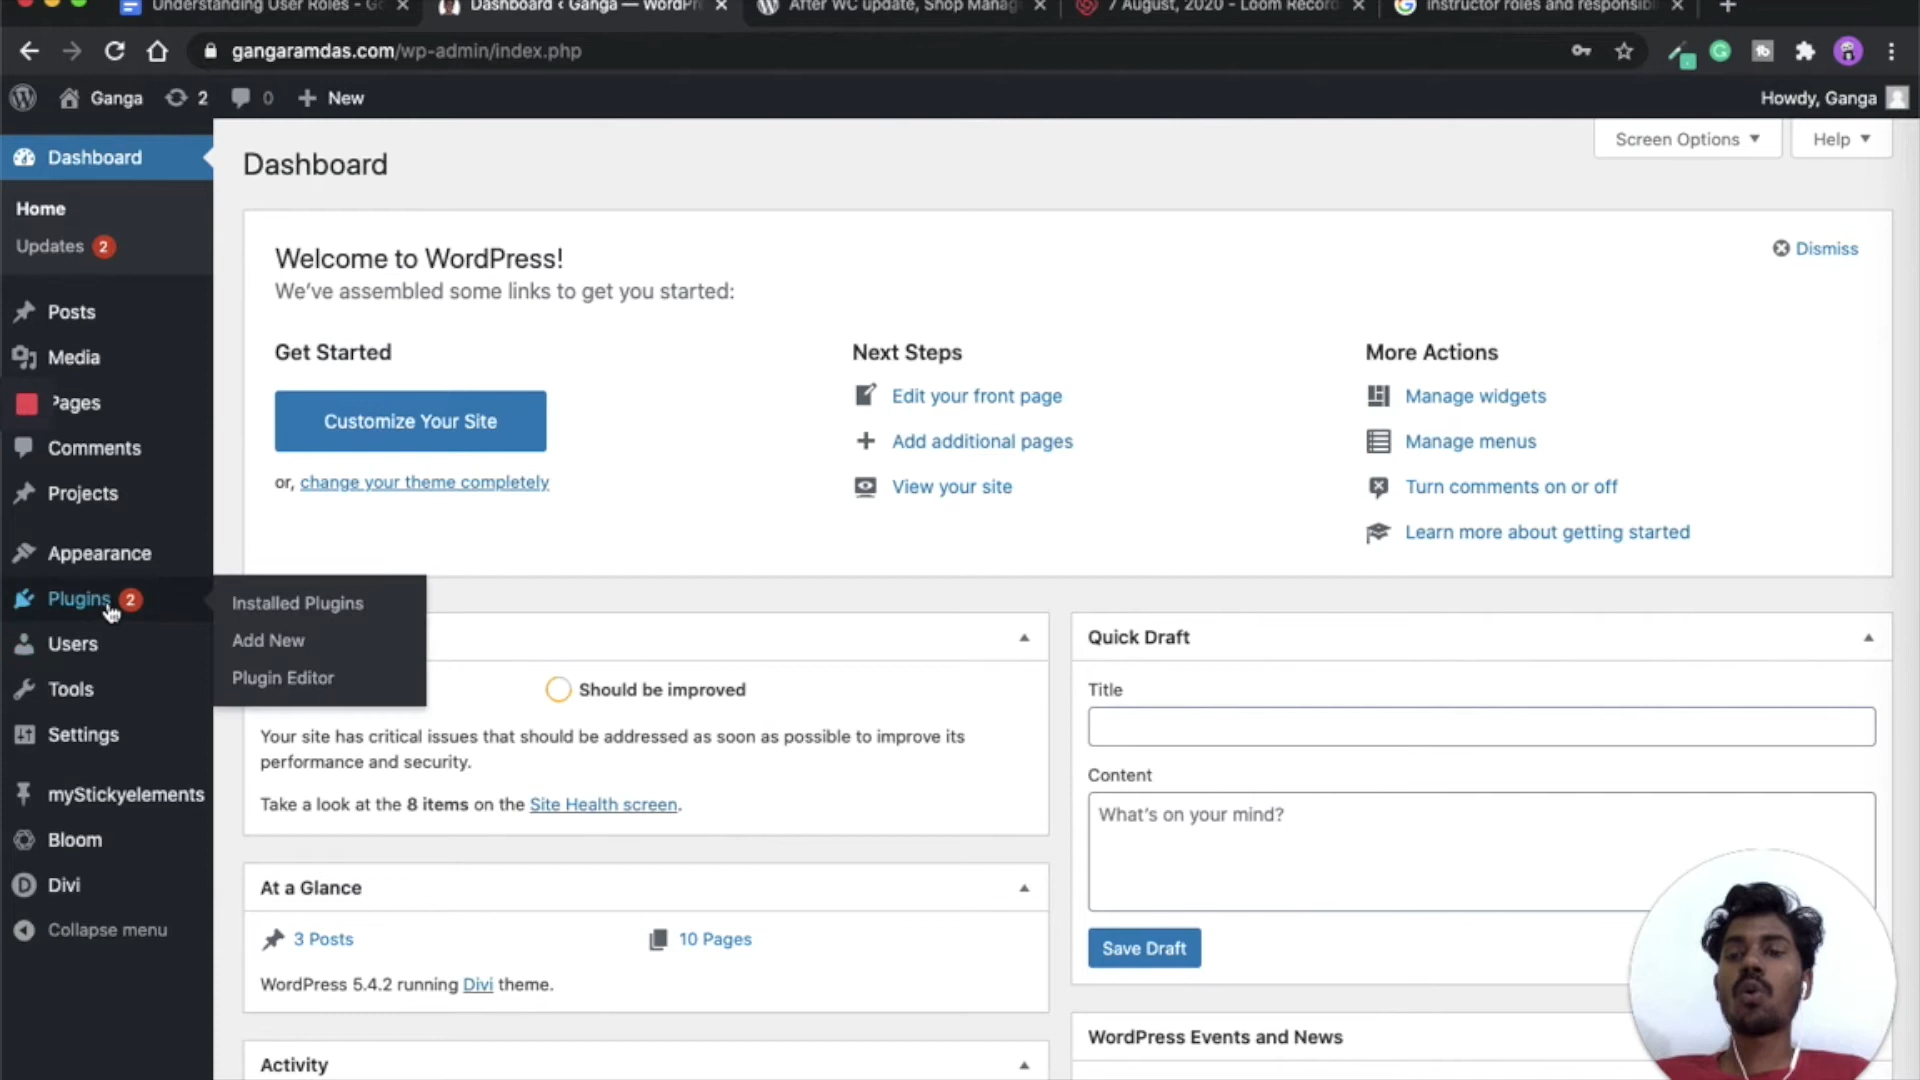 Understanding User Roles - Go
Dashboard ‹ Ganga — WordPr
After WC update, Shop Manag
7 August, 2020 - Loom Record
instructor roles and responsibi
gangaramdas.com/wp-admin/index.php
Ganga 2 0 New
Howdy, Ganga
Screen Options
Help
Dashboard
Home
Updates 2
Posts
Media
Pages
Comments
Projects
Appearance
Plugins 2
Users
Tools
Settings
myStickyelements
Bloom
Divi
Collapse menu
Installed Plugins
Add New
Plugin Editor
Dashboard
Welcome to WordPress!
We’ve assembled some links to get you started:
Dismiss
Get Started
Customize Your Site
or, change your theme completely
Next Steps
Edit your front page
Add additional pages
View your site
More Actions
Manage widgets
Manage menus
Turn comments on or off
Learn more about getting started
Should be improved
Your site has critical issues that should be addressed as soon as possible to improve its
performance and security.
Take a look at the 8 items on the Site Health screen.
At a Glance
3 Posts
10 Pages
WordPress 5.4.2 running Divi theme.
Activity
Quick Draft
Title
Content
What’s on your mind?
Save Draft
WordPress Events and News